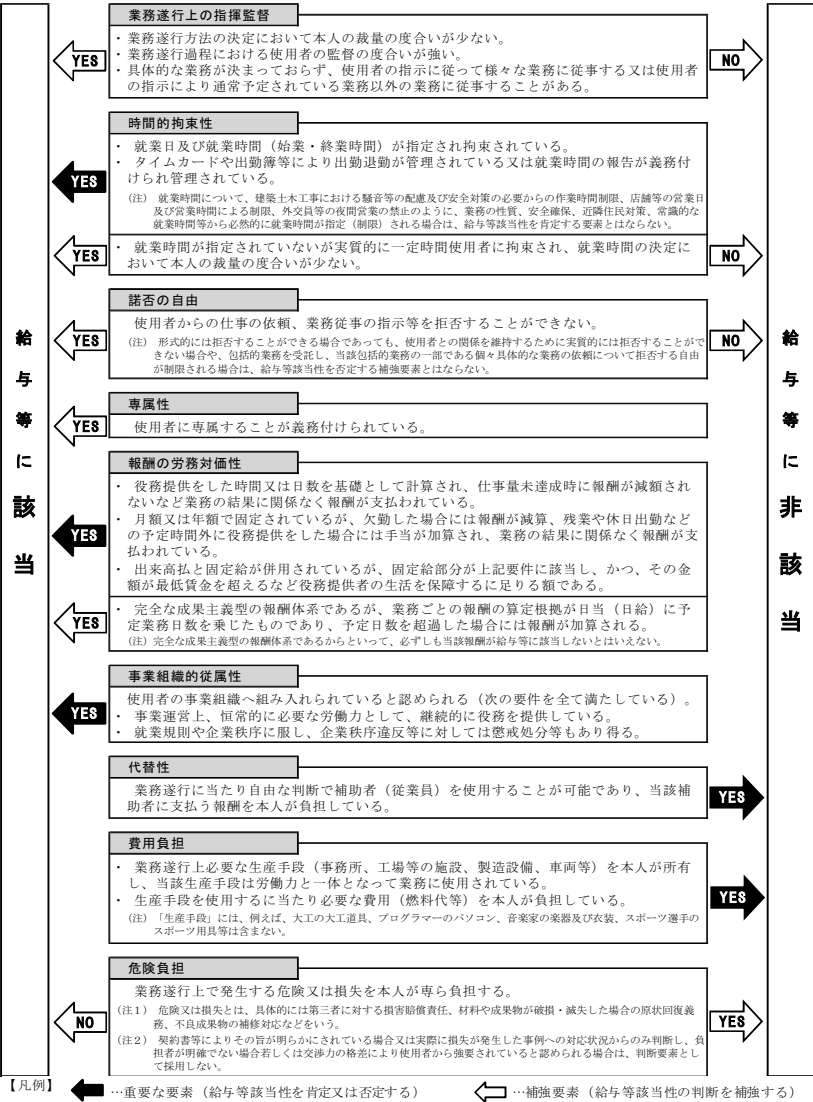 業務遂行上の指揮監督
・業務遂行方法の決定において本人の裁量の度合いが少ない。
・業務遂行過程における使用者の監督の度合いが強い。
・具体的な業務が決まっておらず、使用者の指示に従って様々な業務に従事する又は使用者
の指示により通常予定されている業務以外の業務に従事することがある。
YES
NO
時間的拘束性
・ 就業日及び就業時間（始業・終業時間）が指定され拘束されている。
・ タイムカードや出勤簿等により出勤退勤が管理されている又は就業時間の報告が義務付
けられ管理されている。
(注) 就業時間について、建築土木工事における騒音等の配慮及び安全対策の必要からの作業時間制限、店舗等の営業日
及び営業時間による制限、外交員等の夜間営業の禁止のように、業務の性質、安全確保、近隣住民対策、常識的な
就業時間等から必然的に就業時間が指定（制限）される場合は、給与等該当性を肯定する要素とはならない。
YES
・ 就業時間が指定されていないが実質的に一定時間使用者に拘束され、就業時間の決定に
おいて本人の裁量の度合いが少ない。
YES
NO
諾否の自由
使用者からの仕事の依頼、業務従事の指示等を拒否することができない。
(注) 形式的には拒否することができる場合であっても、使用者との関係を維持するために実質的には拒否することがで
きない場合や、包括的業務を受託し、当該包括的業務の一部である個々具体的な業務の依頼について拒否する自由
が制限される場合は、給与等該当性を否定する補強要素とはならない。
YES
NO
専属性
使用者に専属することが義務付けられている。
YES
報酬の労務対価性
・ 役務提供をした時間又は日数を基礎として計算され、仕事量未達成時に報酬が減額され
ないなど業務の結果に関係なく報酬が支払われている。
・ 月額又は年額で固定されているが、欠勤した場合には報酬が減算、残業や休日出勤など
の予定時間外に役務提供をした場合には手当が加算され、業務の結果に関係なく報酬が支
払われている。
・ 出来高払と固定給が併用されているが、固定給部分が上記要件に該当し、かつ、その金
額が最低賃金を超えるなど役務提供者の生活を保障するに足りる額である。
YES
・ 完全な成果主義型の報酬体系であるが、業務ごとの報酬の算定根拠が日当（日給）に予
定業務日数を乗じたものであり、予定日数を超過した場合には報酬が加算される。
(注) 完全な成果主義型の報酬体系であるからといって、必ずしも当該報酬が給与等に該当しないとはいえない。
YES
事業組織的従属性
使用者の事業組織へ組み入れられていると認められる（次の要件を全て満たしている）。
・ 事業運営上、恒常的に必要な労働力として、継続的に役務を提供している。
・ 就業規則や企業秩序に服し、企業秩序違反等に対しては懲戒処分等もあり得る。
YES
代替性
業務遂行に当たり自由な判断で補助者（従業員）を使用することが可能であり、当該補
助者に支払う報酬を本人が負担している。
YES
費用負担
・ 業務遂行上必要な生産手段（事務所、工場等の施設、製造設備、車両等）を本人が所有
し、当該生産手段は労働力と一体となって業務に使用されている。
・ 生産手段を使用するに当たり必要な費用（燃料代等）を本人が負担している。
(注) 「生産手段」には、例えば、大工の大工道具、プログラマーのパソコン、音楽家の楽器及び衣装、スポーツ選手の
スポーツ用具等は含まない。
YES
危険負担
業務遂行上で発生する危険又は損失を本人が専ら負担する。
(注１) 危険又は損失とは、具体的には第三者に対する損害賠償責任、材料や成果物が破損・滅失した場合の原状回復義
務、不良成果物の補修対応などをいう。
(注２) 契約書等によりその旨が明らかにされている場合又は実際に損失が発生した事例への対応状況からのみ判断し、負
担者が明確でない場合若しくは交渉力の格差により使用者から強要されていると認められる場合は、判断要素とし
て採用しない。
NO
YES
給与等に該当
給与等に非該当
【凡例】
…重要な要素（給与等該当性を肯定又は否定する）
…補強要素（給与等該当性の判断を補強する）